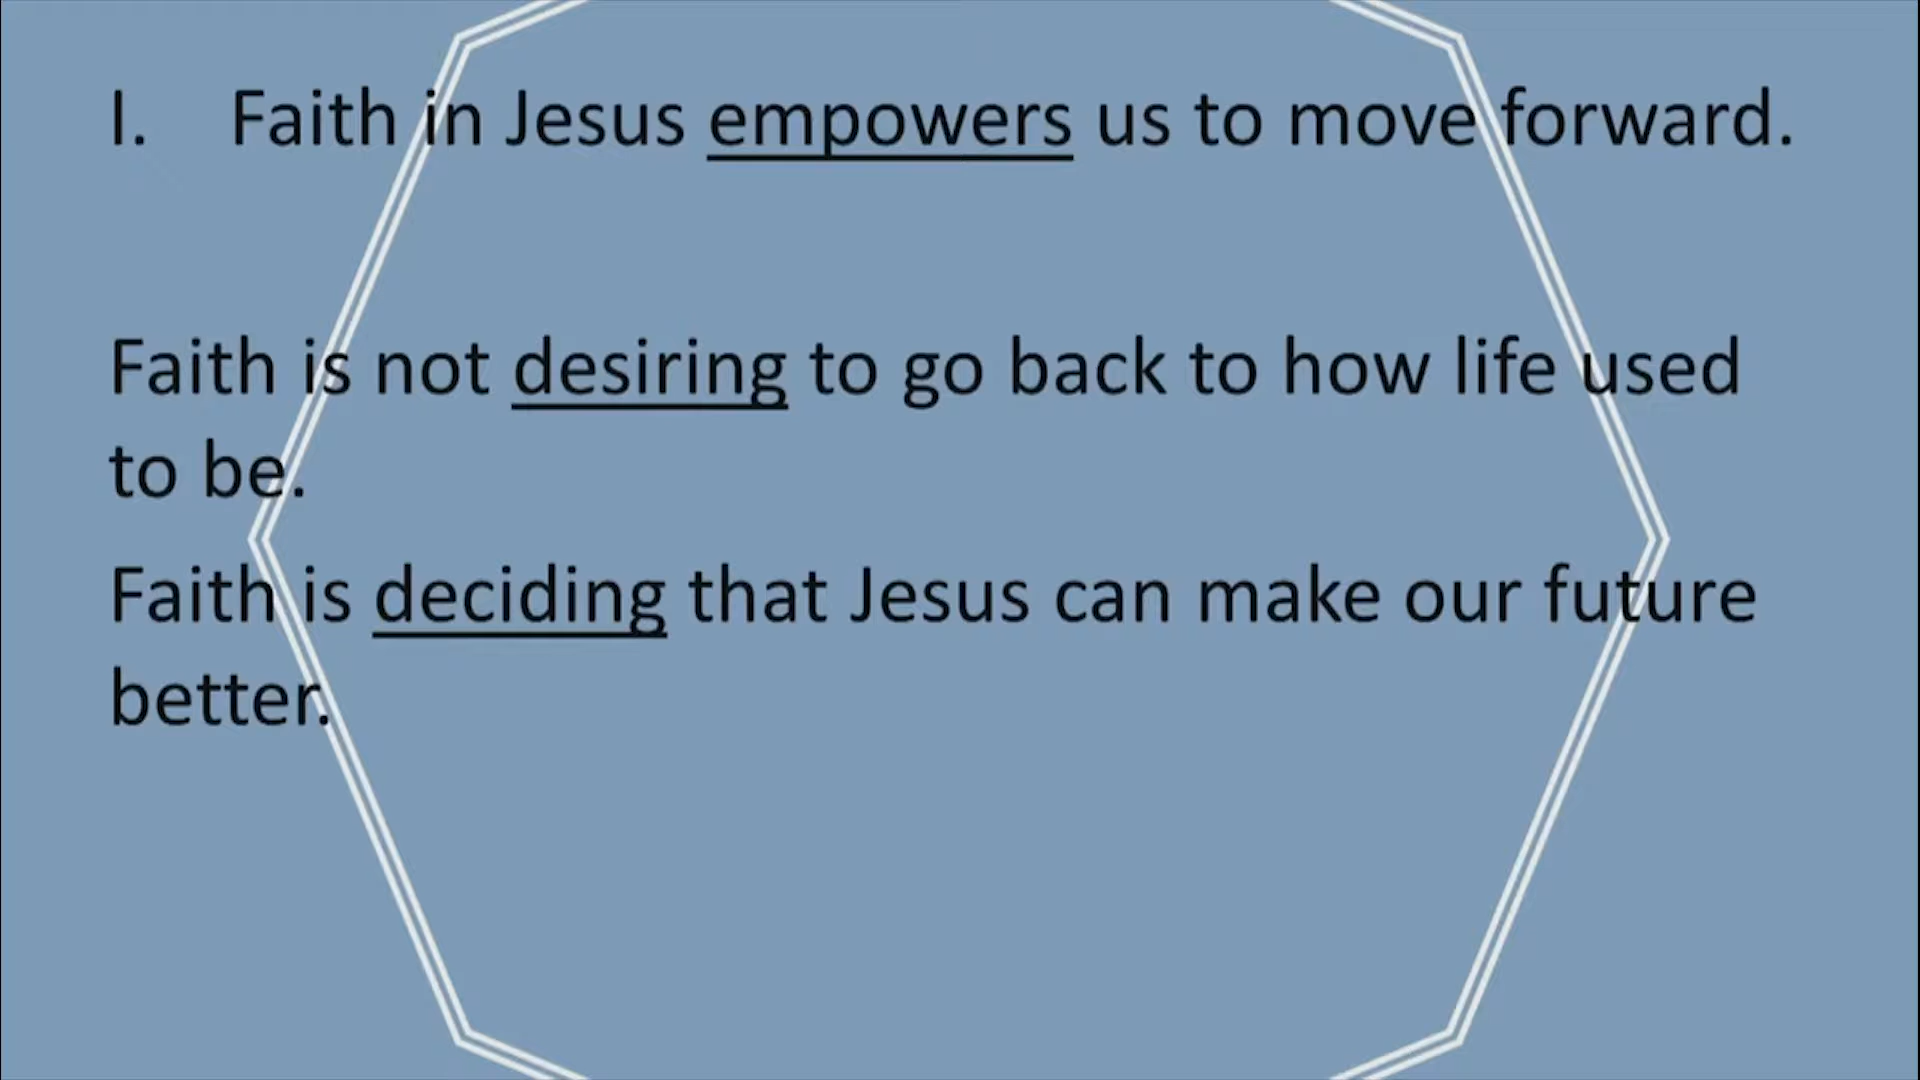 I. Faith in Jesus empowers us to move forward.
Faith is not desiring to go back to how life used
to be.
Faith is deciding that Jesus can make our future
better.